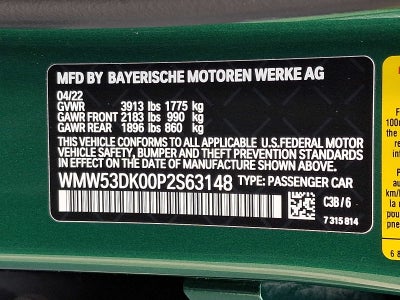 MFD BY BAYERISCHE MOTOREN WERKE AG
04/22
GVWR 3913 lbs 1775 kg
GAWR FRONT 2183 lbs 990 kg
GAWR REAR 1896 lbs 860 kg
THIS VEHICLE CONFORMS TO ALL APPLICABLE U.S. FEDERAL MOTOR
VEHICLE SAFETY, BUMPER, AND THEFT PREVENTION STANDARDS
IN EFFECT ON THE DATE OF MANUFACTURE SHOWN ABOVE.
WMW53DK00P2S63148 TYPE: PASSENGER CAR
C3B / 6
7 315 814